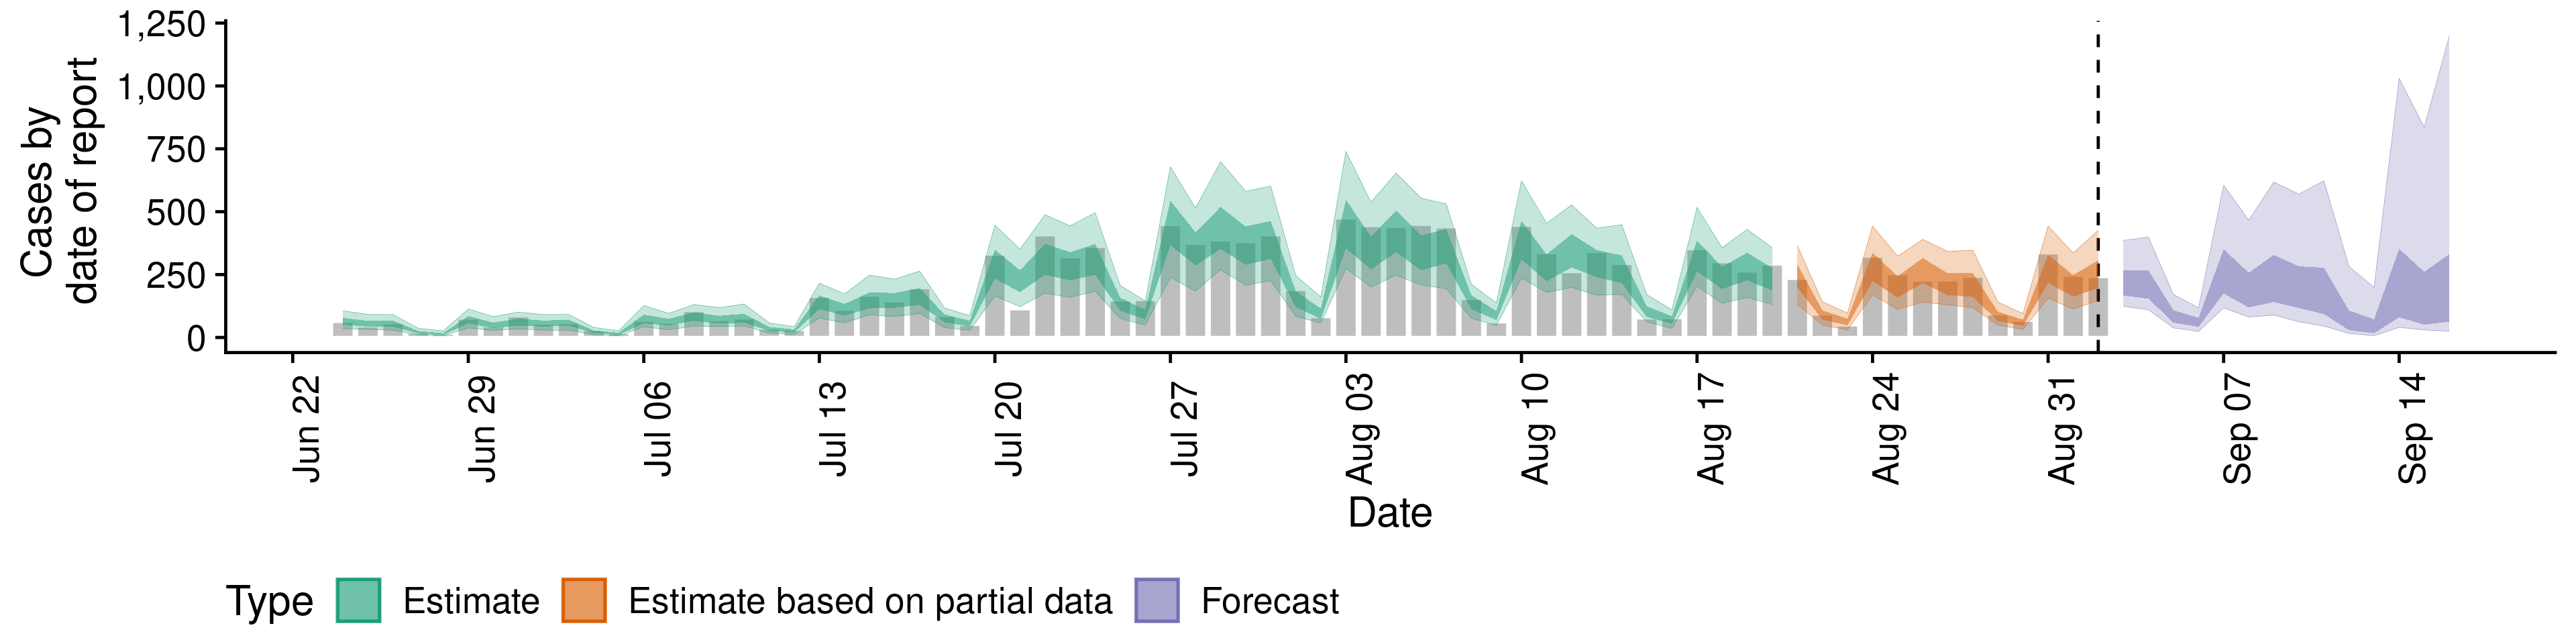 Cases by
date of report
1,250
1,000
750
500
250
0
Jun 22
Jun 29
Jul 06
Jul 13
Jul 20
Jul 27
Aug 03
Aug 10
Aug 17
Aug 24
Aug 31
Sep 07
Sep 14
Date
Type Estimate Estimate based on partial data Forecast